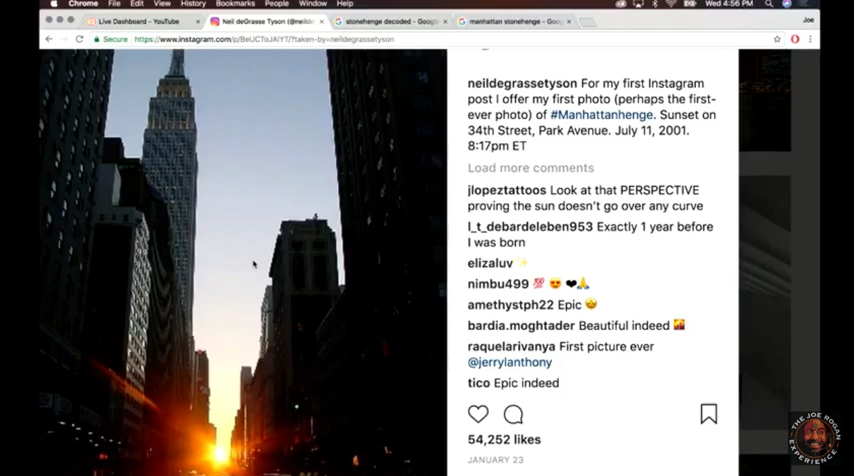 Chrome File Edit View History Bookmarks People Window Help
Wed 4:56 PM
Live Dashboard - YouTube
Neil deGrasse Tyson (@neilde
stonehenge decoded - Googl
manhattan stonehenge - Goog
Joe
Secure https://www.instagram.com/p/BeUCToJAIYT/?taken-by=neildegrassetyson
neildegrassetyson For my first Instagram
post I offer my first photo (perhaps the first-
ever photo) of #Manhattanhenge. Sunset on
34th Street, Park Avenue. July 11, 2001.
8:17pm ET
Load more comments
jlopeztattoos Look at that PERSPECTIVE
proving the sun doesn't go over any curve
l_t_debardeleben953 Exactly 1 year before
I was born
elizaluv ✨
nimbu499 💯 😍 ❤🙏
amethystph22 Epic 🤩
bardia.moghtader Beautiful indeed 🌇
raquelarivanya First picture ever
@jerrylanthony
tico Epic indeed
54,252 likes
JANUARY 23
THE JOE ROGAN
EXPERIENCE